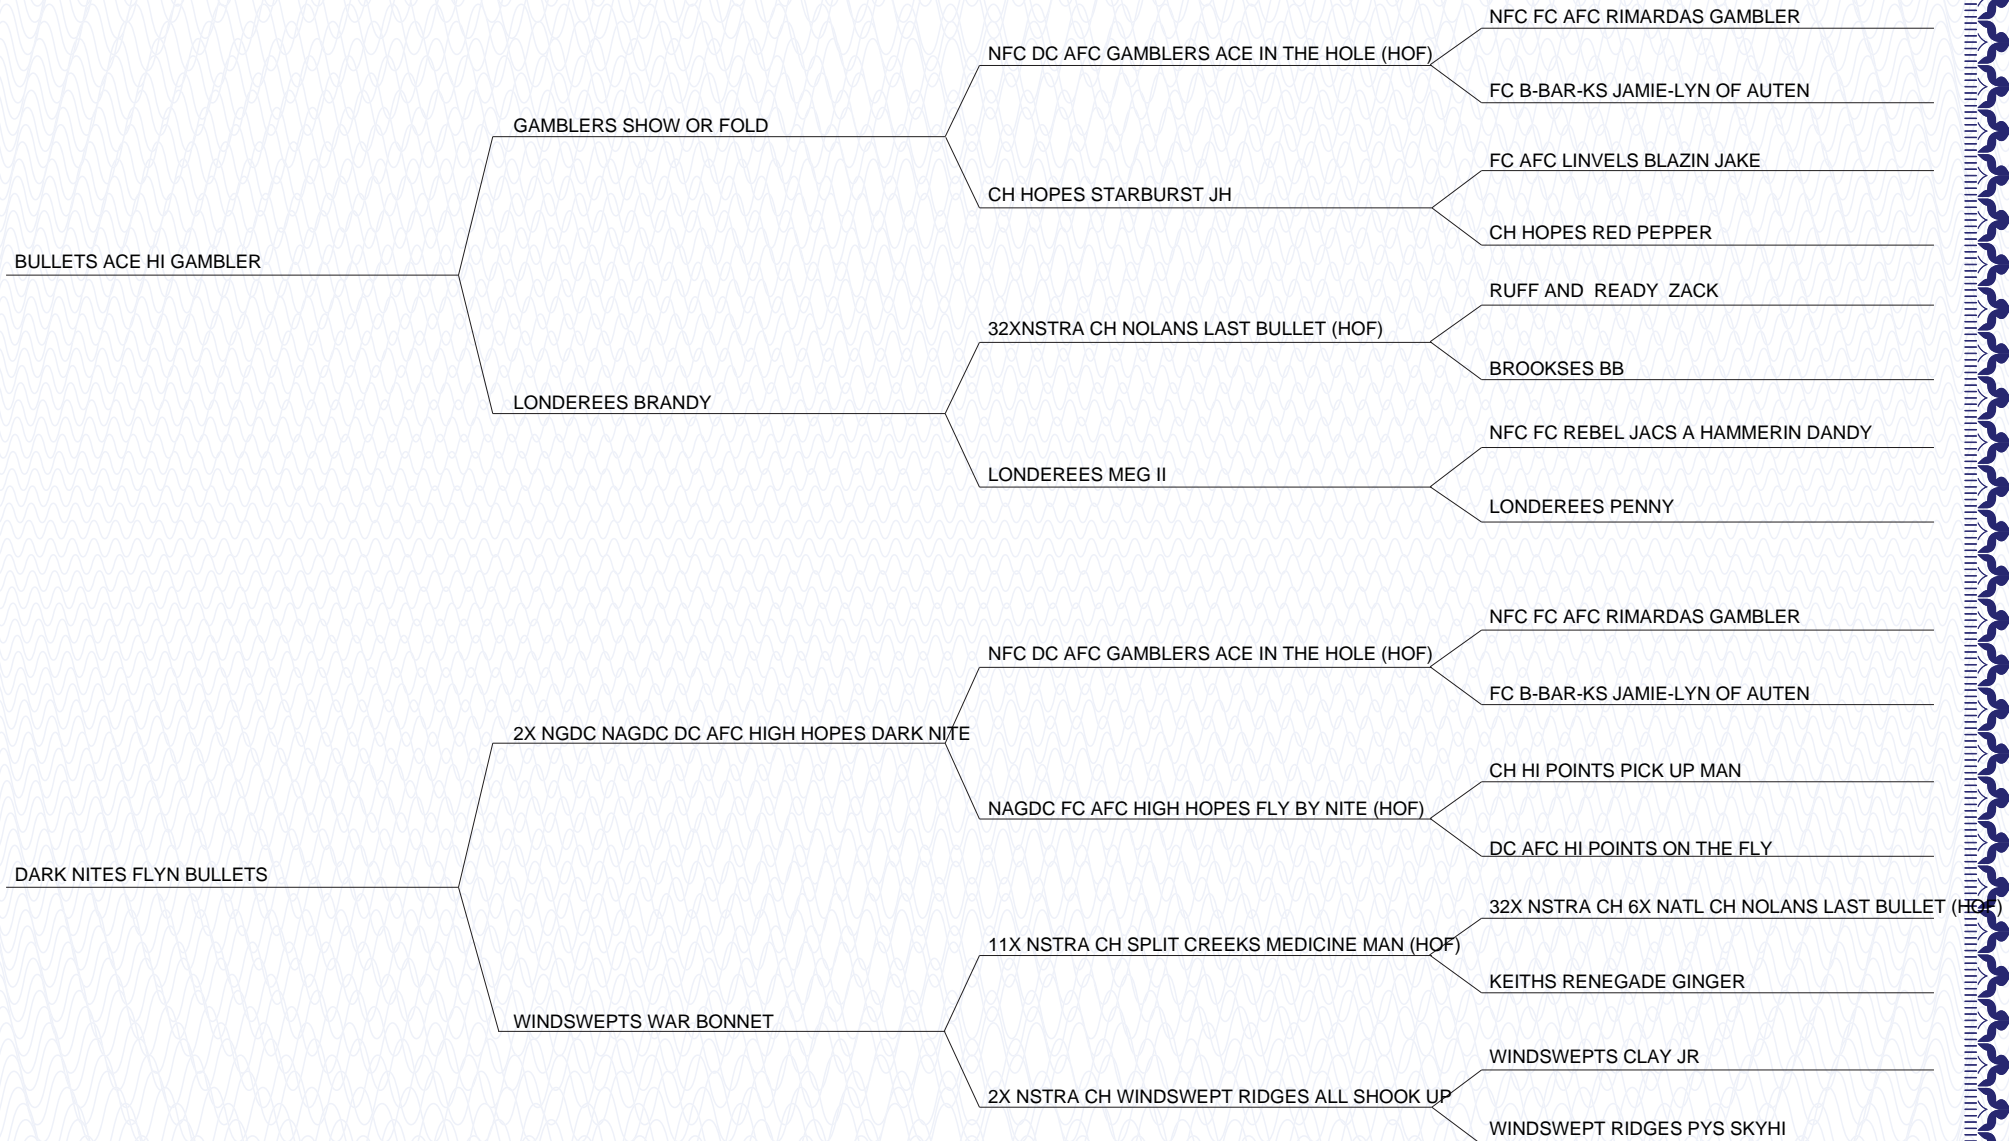 NFC FC AFC RIMARDAS GAMBLER
NFC DC AFC GAMBLERS ACE IN THE HOLE (HOF)
FC B-BAR-KS JAMIE-LYN OF AUTEN
GAMBLERS SHOW OR FOLD
FC AFC LINVELS BLAZIN JAKE
CH HOPES STARBURST JH
CH HOPES RED PEPPER
BULLETS ACE HI GAMBLER
RUFF AND  READY  ZACK
32XNSTRA CH NOLANS LAST BULLET (HOF)
BROOKSES BB
LONDEREES BRANDY
NFC FC REBEL JACS A HAMMERIN DANDY
LONDEREES MEG II
LONDEREES PENNY
NFC FC AFC RIMARDAS GAMBLER
NFC DC AFC GAMBLERS ACE IN THE HOLE (HOF)
FC B-BAR-KS JAMIE-LYN OF AUTEN
2X NGDC NAGDC DC AFC HIGH HOPES DARK NITE
CH HI POINTS PICK UP MAN
NAGDC FC AFC HIGH HOPES FLY BY NITE (HOF)
DC AFC HI POINTS ON THE FLY
DARK NITES FLYN BULLETS
32X NSTRA CH 6X NATL CH NOLANS LAST BULLET (HOF)
11X NSTRA CH SPLIT CREEKS MEDICINE MAN (HOF)
KEITHS RENEGADE GINGER
WINDSWEPTS WAR BONNET
WINDSWEPTS CLAY JR
2X NSTRA CH WINDSWEPT RIDGES ALL SHOOK UP
WINDSWEPT RIDGES PYS SKYHI